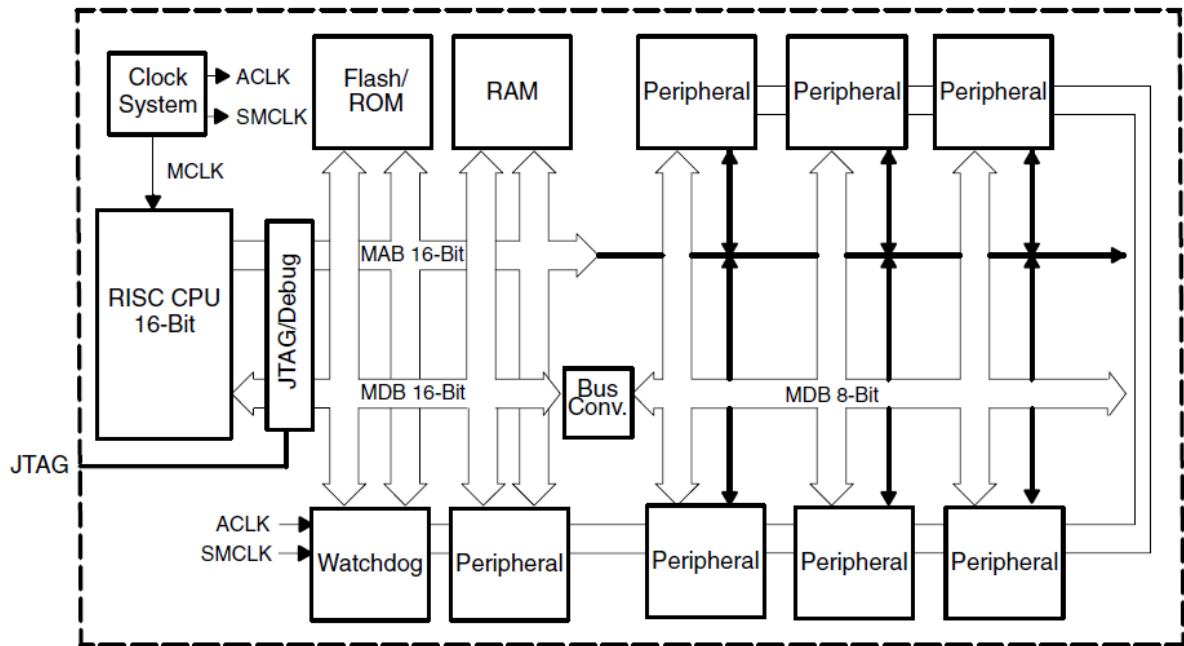 Clock
System
ACLK
SMCLK
MCLK
Flash/
ROM
RAM
Peripheral
Peripheral
Peripheral
RISC CPU
16-Bit
JTAG/Debug
MAB 16-Bit
MDB 16-Bit
Bus
Conv.
MDB 8-Bit
JTAG
ACLK
SMCLK
Watchdog
Peripheral
Peripheral
Peripheral
Peripheral